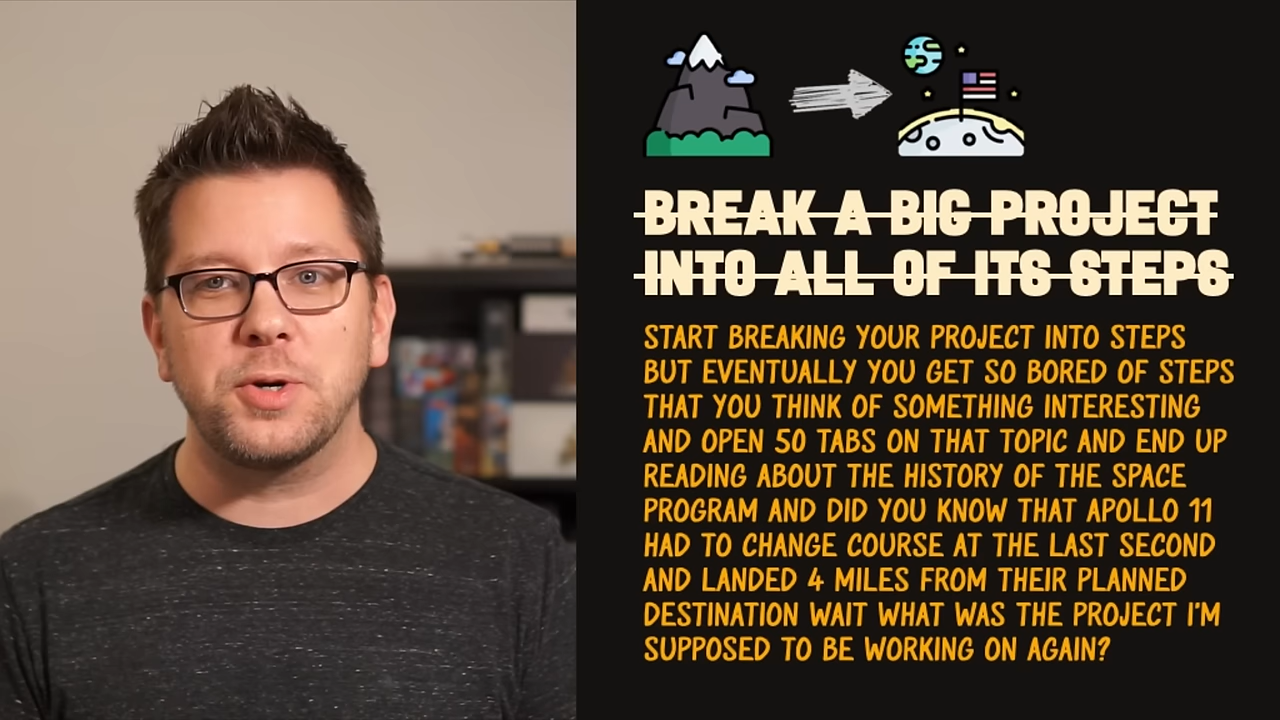 BREAK A BIG PROJECT
INTO ALL OF ITS STEPS
START BREAKING YOUR PROJECT INTO STEPS
BUT EVENTUALLY YOU GET SO BORED OF STEPS
THAT YOU THINK OF SOMETHING INTERESTING
AND OPEN 50 TABS ON THAT TOPIC AND END UP
READING ABOUT THE HISTORY OF THE SPACE
PROGRAM AND DID YOU KNOW THAT APOLLO 11
HAD TO CHANGE COURSE AT THE LAST SECOND
AND LANDED 4 MILES FROM THEIR PLANNED
DESTINATION WAIT WHAT WAS THE PROJECT I'M
SUPPOSED TO BE WORKING ON AGAIN?